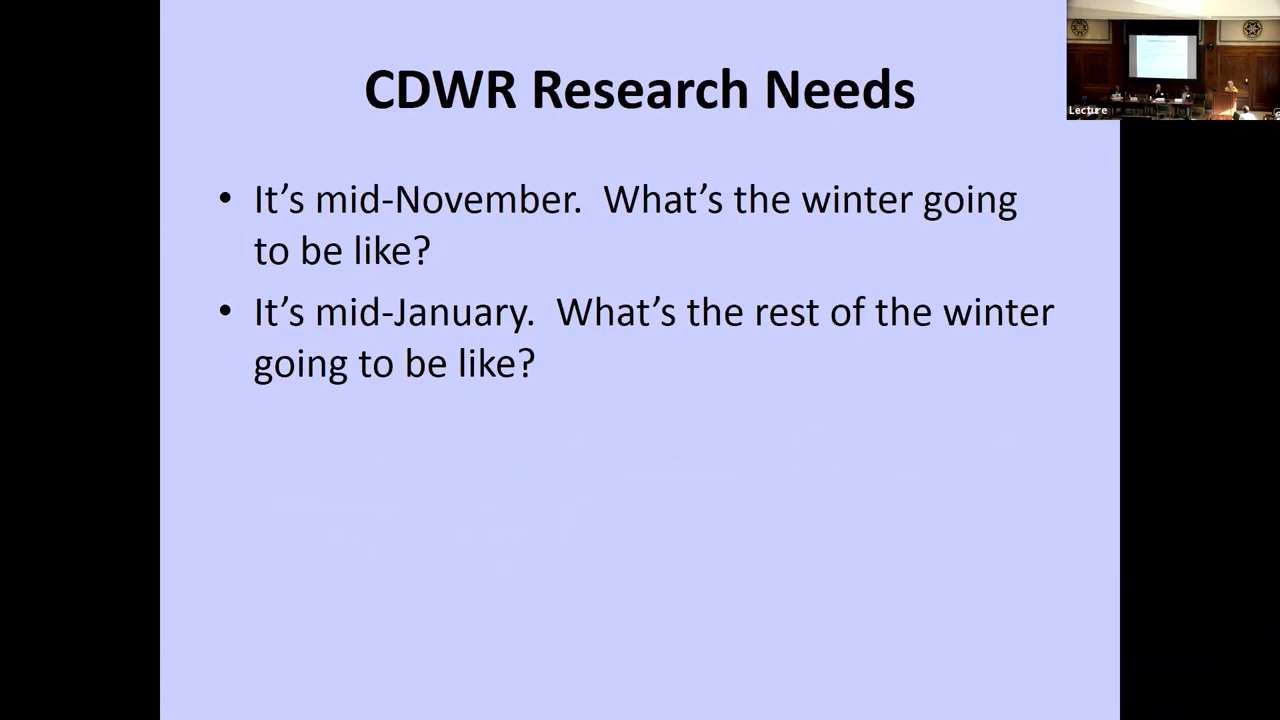 CDWR Research Needs
• It’s mid-November.  What’s the winter going
to be like?
• It’s mid-January.  What’s the rest of the winter
going to be like?
Lecture